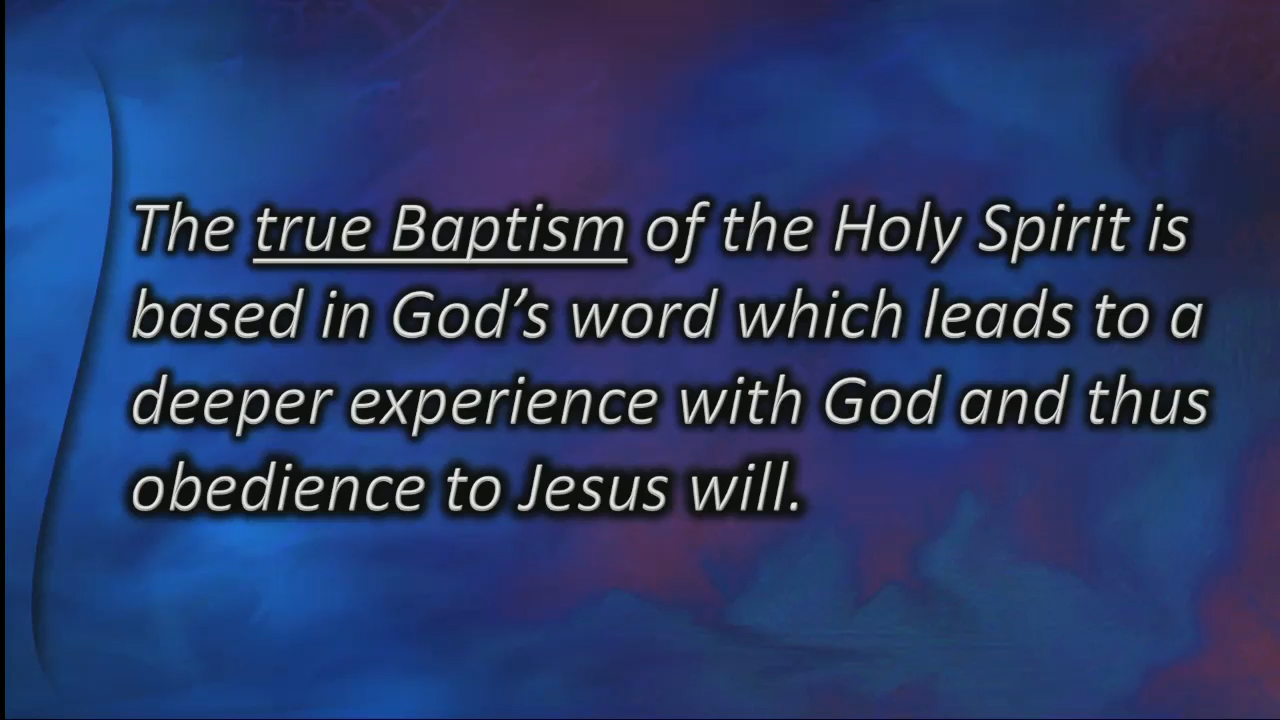 The true Baptism of the Holy Spirit is
based in God’s word which leads to a
deeper experience with God and thus
obedience to Jesus will.